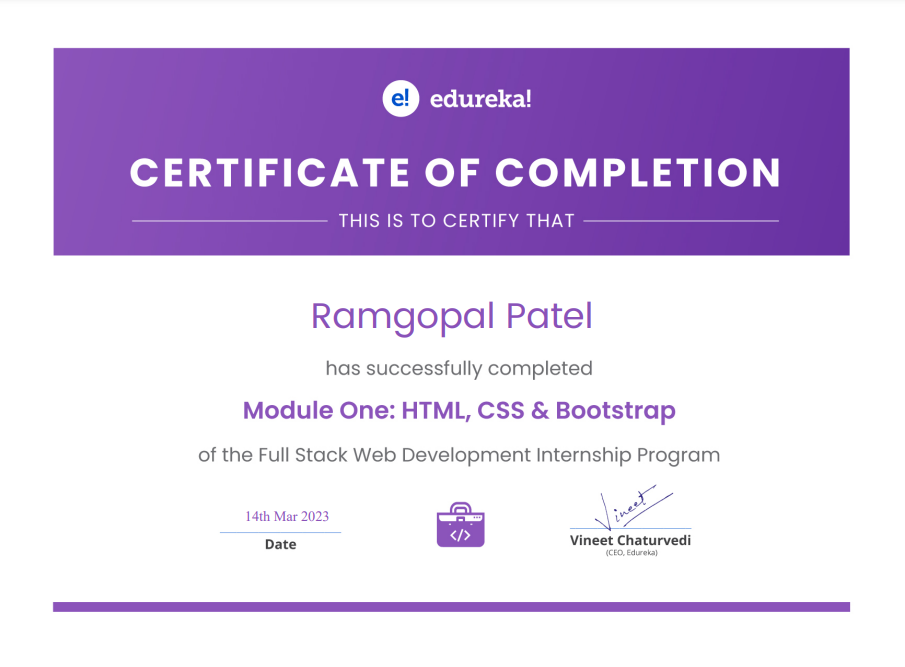 e! edureka!
CERTIFICATE OF COMPLETION
THIS IS TO CERTIFY THAT
Ramgopal Patel
has successfully completed
Module One: HTML, CSS & Bootstrap
of the Full Stack Web Development Internship Program
14th Mar 2023
Date
</>
Vineet
Vineet Chaturvedi
(CEO, Edureka)